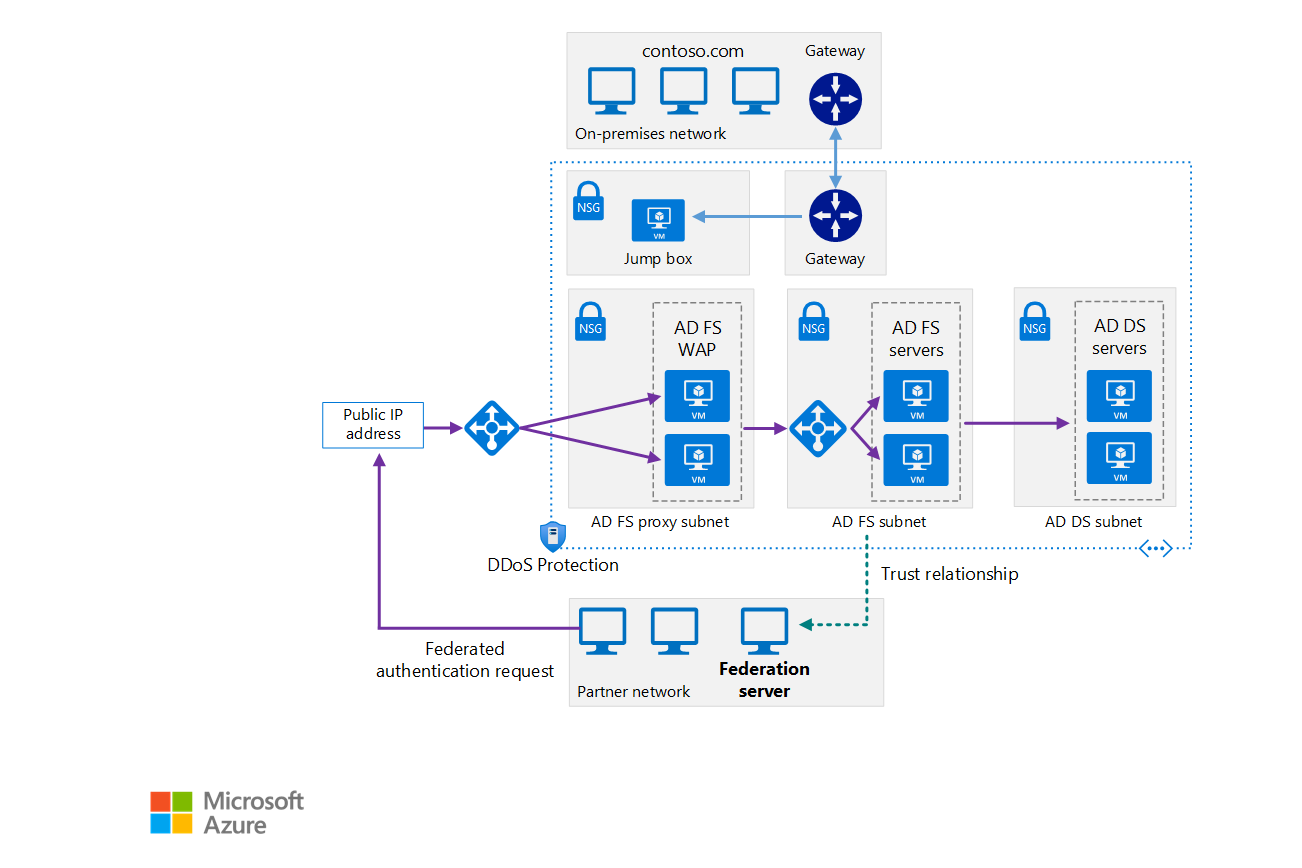 contoso.com
Gateway
On-premises network
NSG
VM
Jump box
Gateway
NSG
AD FS
WAP
VM
VM
NSG
AD FS
servers
VM
VM
NSG
AD DS
servers
VM
VM
Public IP
address
AD FS proxy subnet
AD FS subnet
AD DS subnet
DDoS Protection
Trust relationship
Federated
authentication request
Federation
server
Partner network
Microsoft
Azure